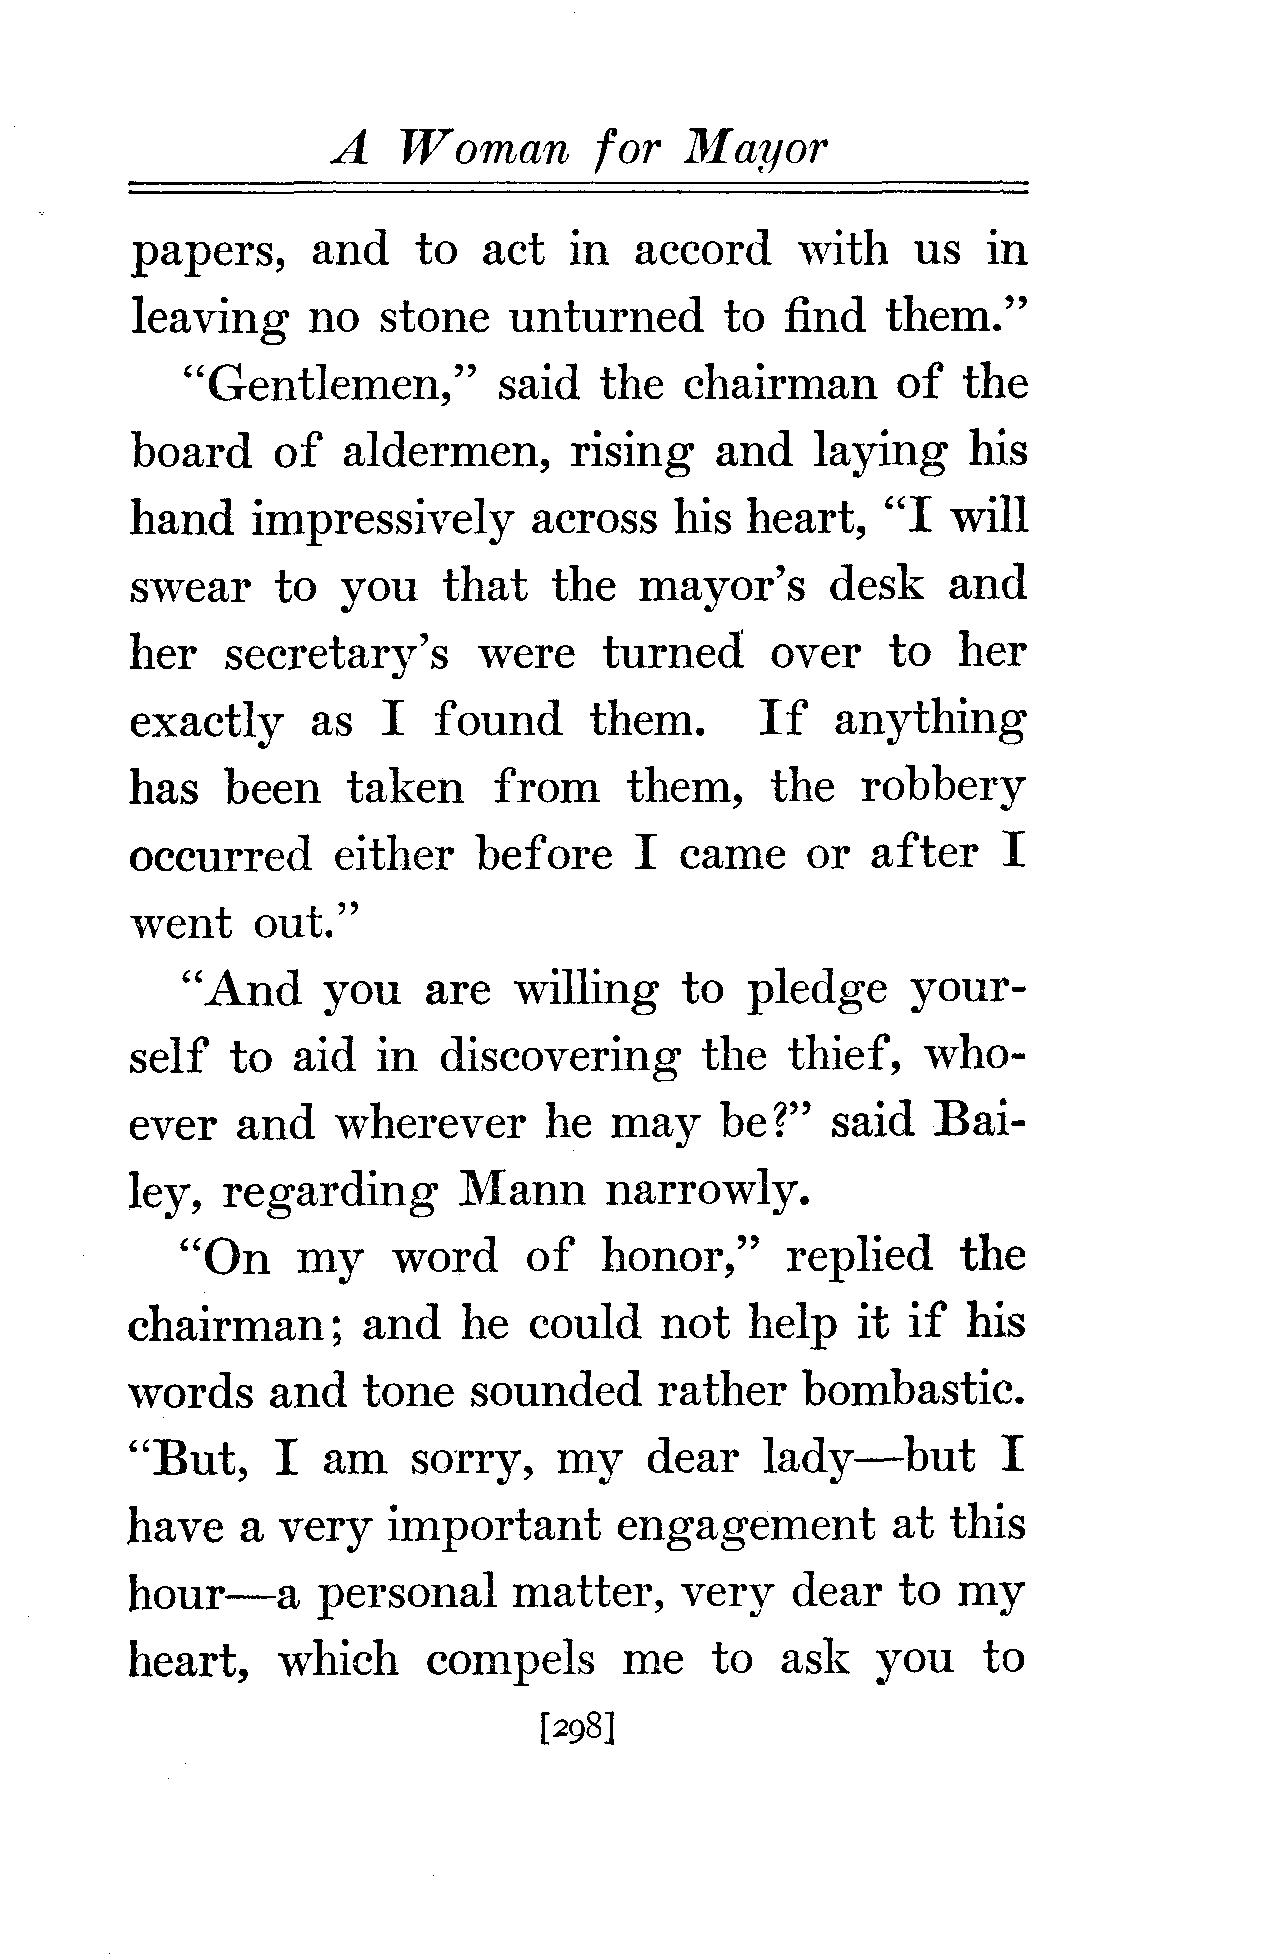 A Woman for Mayor
papers, and to act in accord with us in
leaving no stone unturned to find them."
"Gentlemen," said the chairman of the
board of aldermen, rising and laying his
hand impressively across his heart, "I will
swear to you that the mayor's desk and
her secretary's were turned over to her
exactly as I found them. If anything
has been taken from them, the robbery
occurred either before I came or after I
went out."
"And you are willing to pledge your-
self to aid in discovering the thief, who-
ever and wherever he may be?" said Bai-
ley, regarding Mann narrowly.
"On my word of honor," replied the
chairman; and he could not help it if his
words and tone sounded rather bombastic.
"But, I am sorry, my dear lady—but I
have a very important engagement at this
hour—a personal matter, very dear to my
heart, which compels me to ask you to
[298]